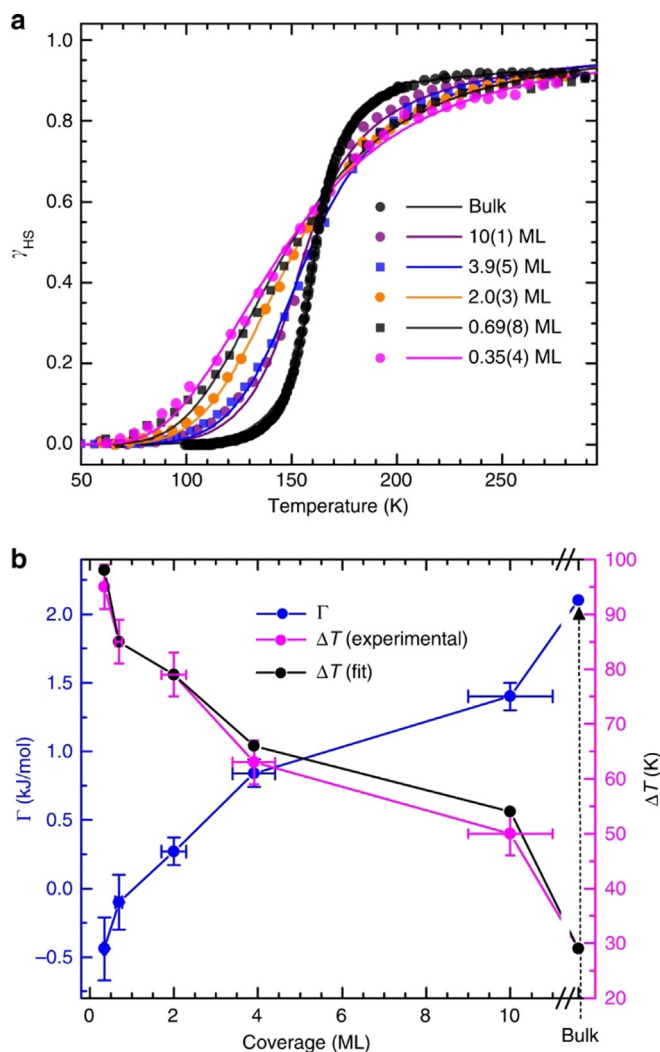 a
1.0
0.8
0.6
0.4
0.2
0.0
γHS
Bulk
10(1) ML
3.9(5) ML
2.0(3) ML
0.69(8) ML
0.35(4) ML
50 100 150 200 250
Temperature (K)
b
2.0
1.5
1.0
0.5
0.0
−0.5
Γ (kJ/mol)
Γ
ΔT (experimental)
ΔT (fit)
100
90
80
70
60
50
40
30
20
ΔT (K)
0 2 4 6 8 10
Bulk
Coverage (ML)